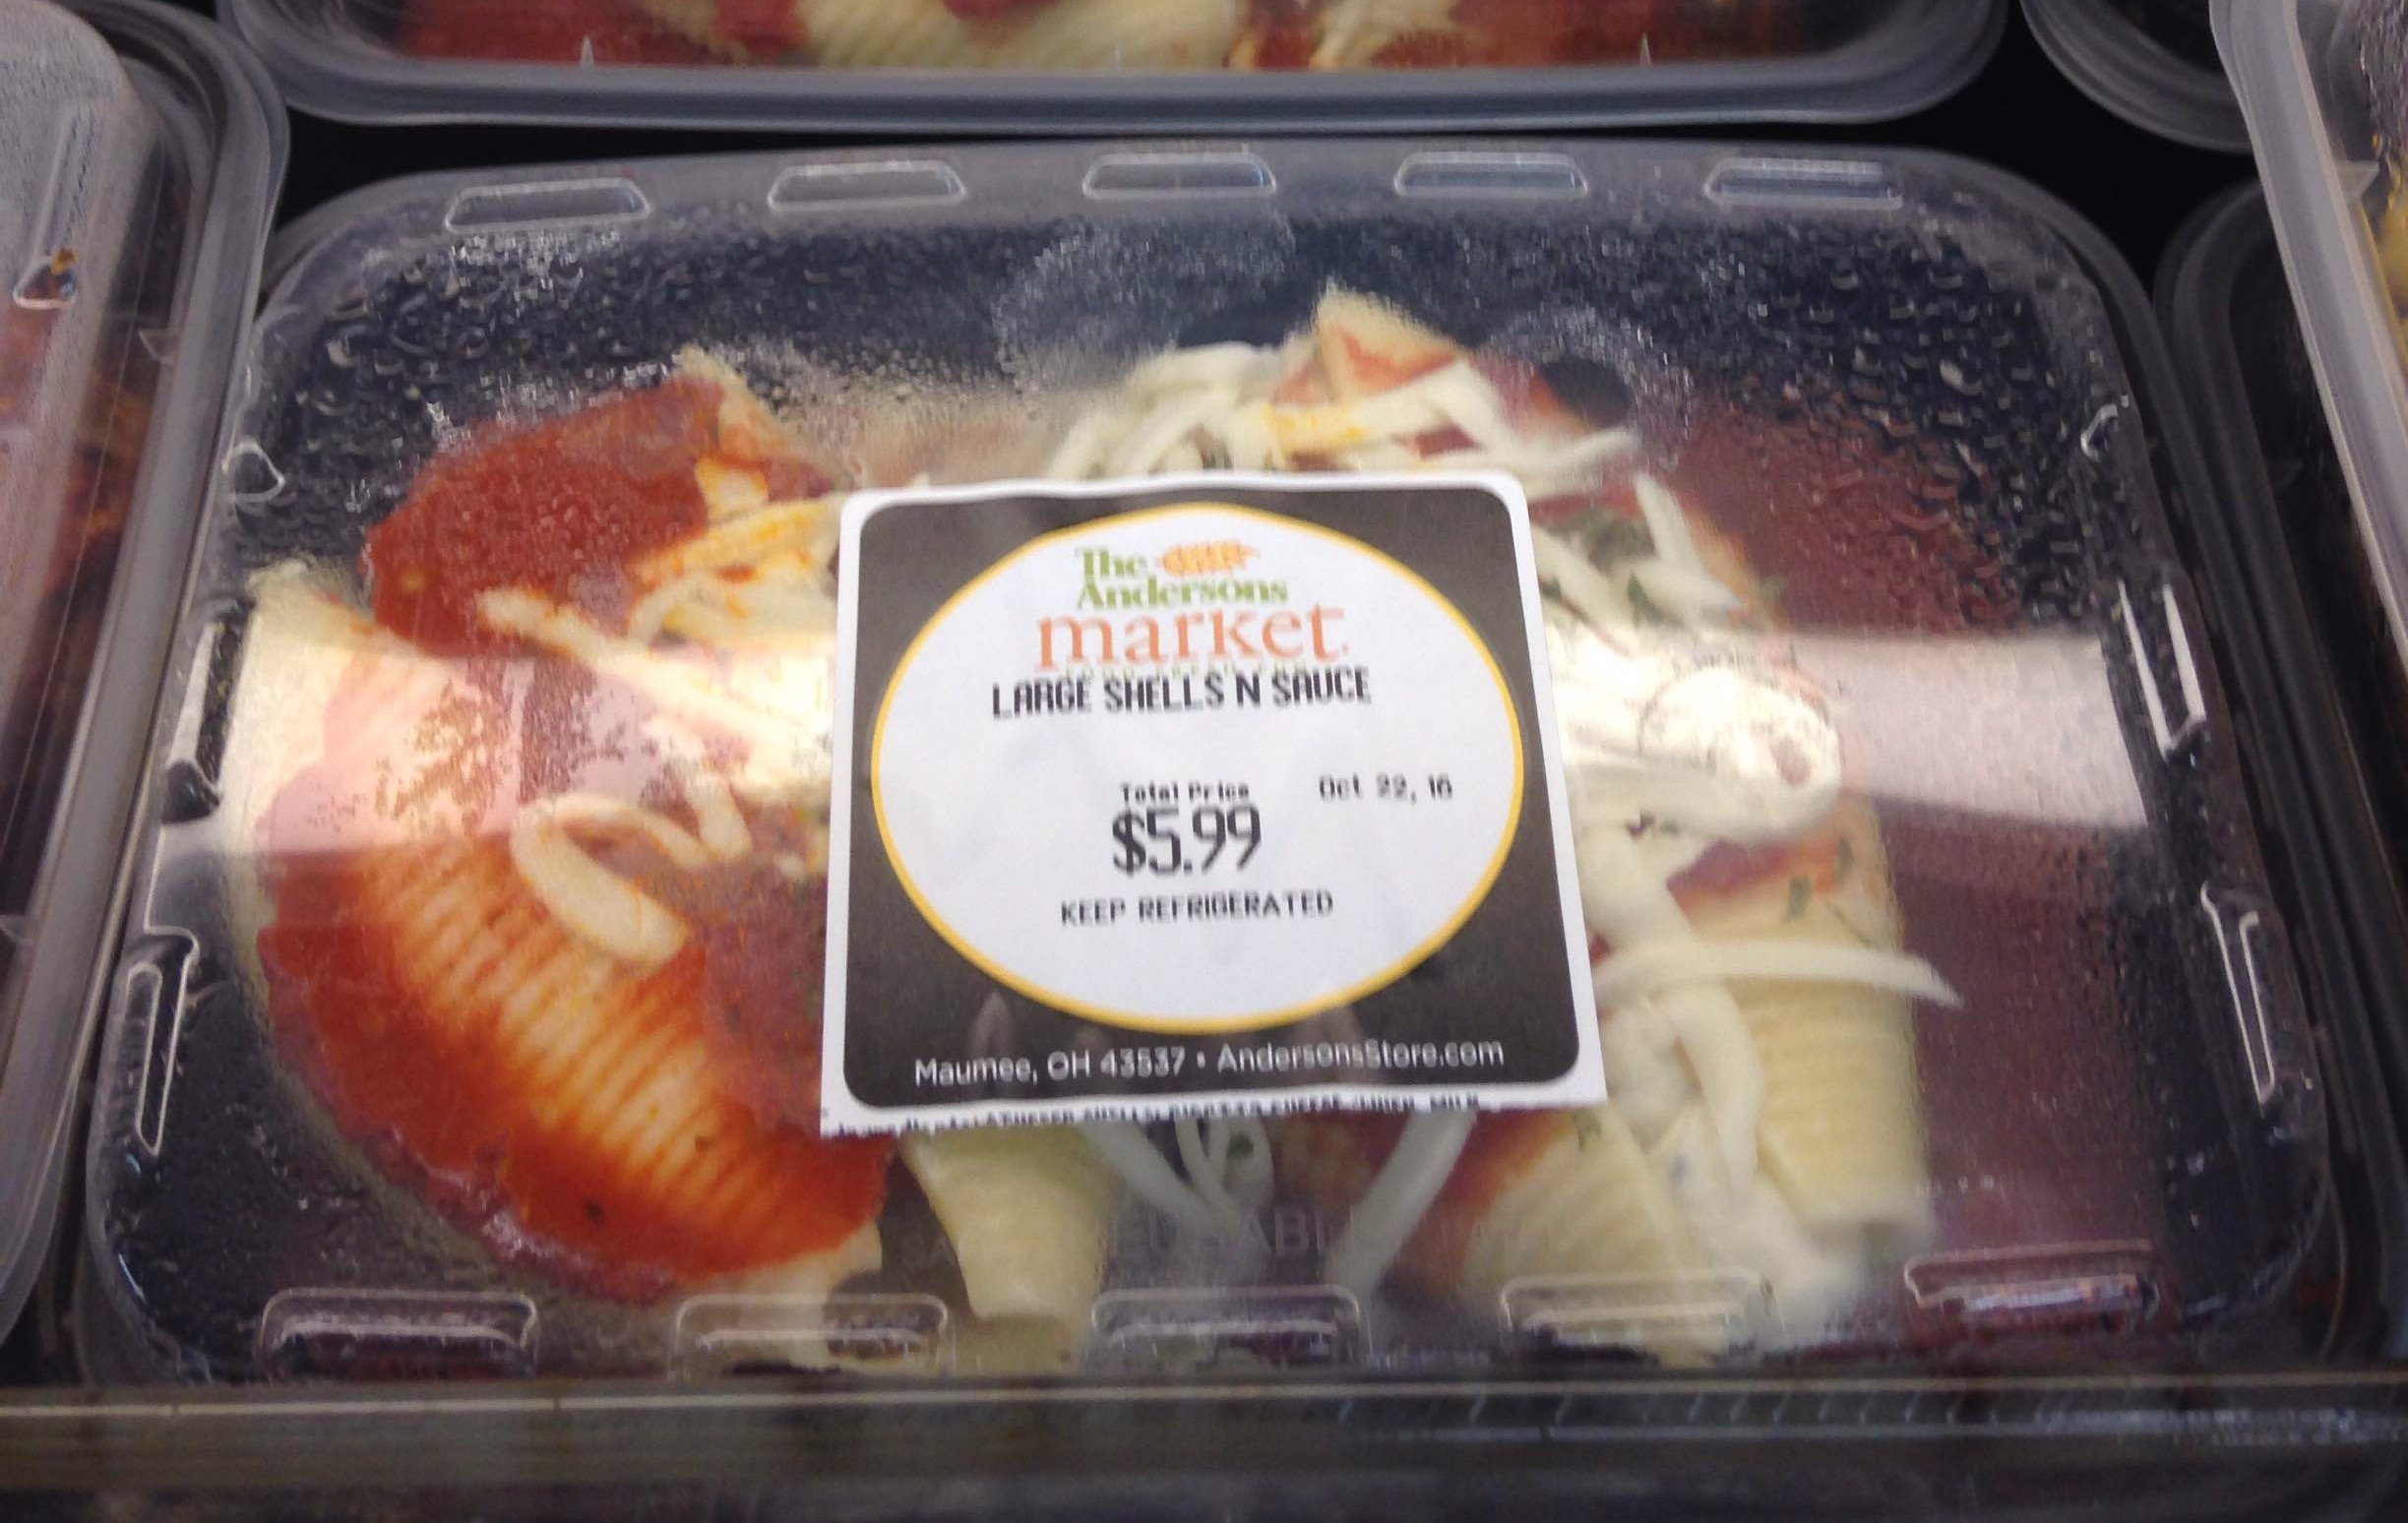 The
Andersons
market.
LARGE SHELLS N SAUCE
Total Price
Oct 22, 16
$5.99
KEEP REFRIGERATED
Maumee, OH 43537 • AndersonsStore.com